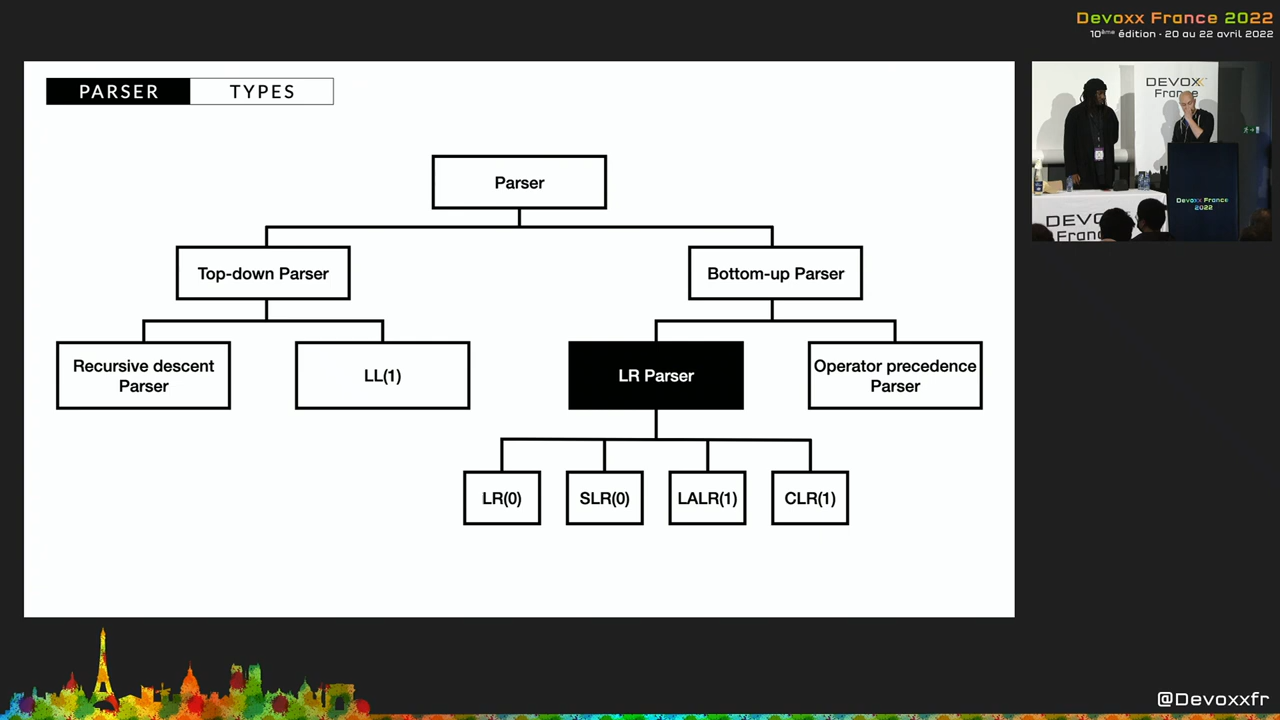 Devoxx France 2022
10ème édition - 20 au 22 avril 2022
PARSER TYPES
Parser
Top-down Parser
Bottom-up Parser
Recursive descent
Parser
LL(1)
LR Parser
Operator precedence
Parser
LR(0)
SLR(0)
LALR(1)
CLR(1)
DEVOXX
France
Devoxx France
2022
DEVO
Fran
@Devoxxfr